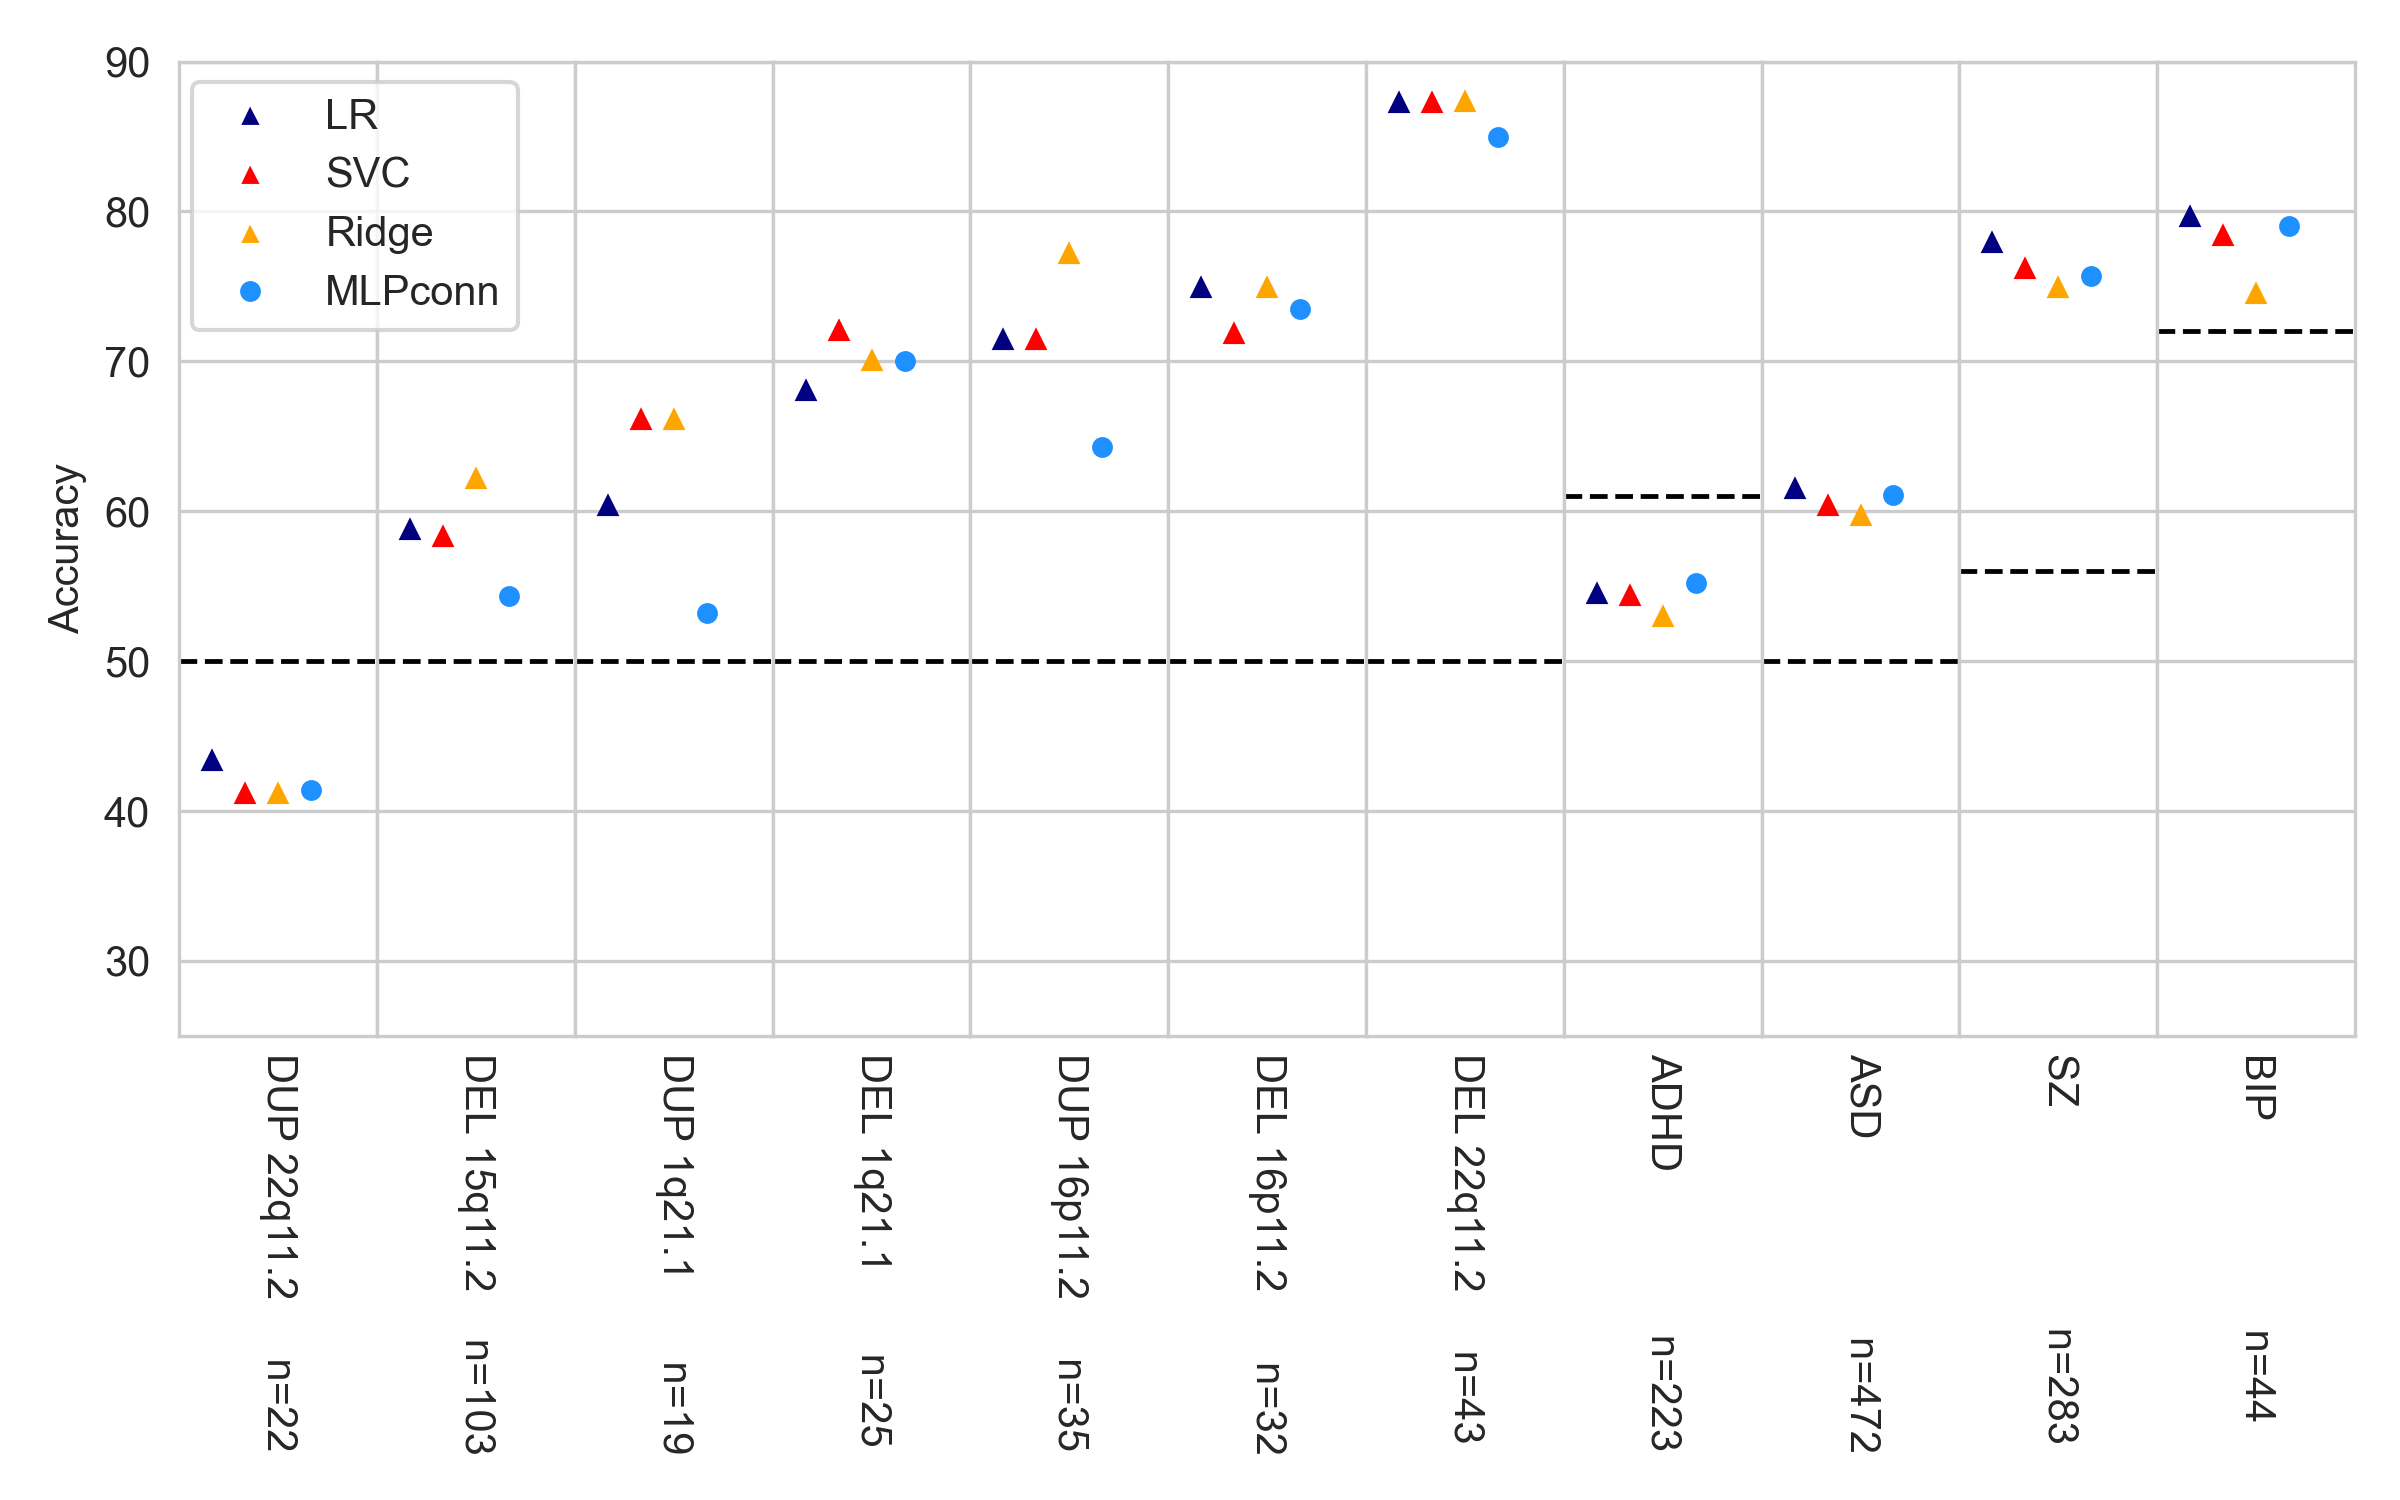 90
80
70
60
50
40
30
Accuracy
LR
SVC
Ridge
MLPconn
DUP 22q11.2 n=22
DEL 15q11.2 n=103
DUP 1q21.1 n=19
DEL 1q21.1 n=25
DUP 16p11.2 n=35
DEL 16p11.2 n=32
DEL 22q11.2 n=43
ADHD n=223
ASD n=472
SZ n=283
BIP n=44